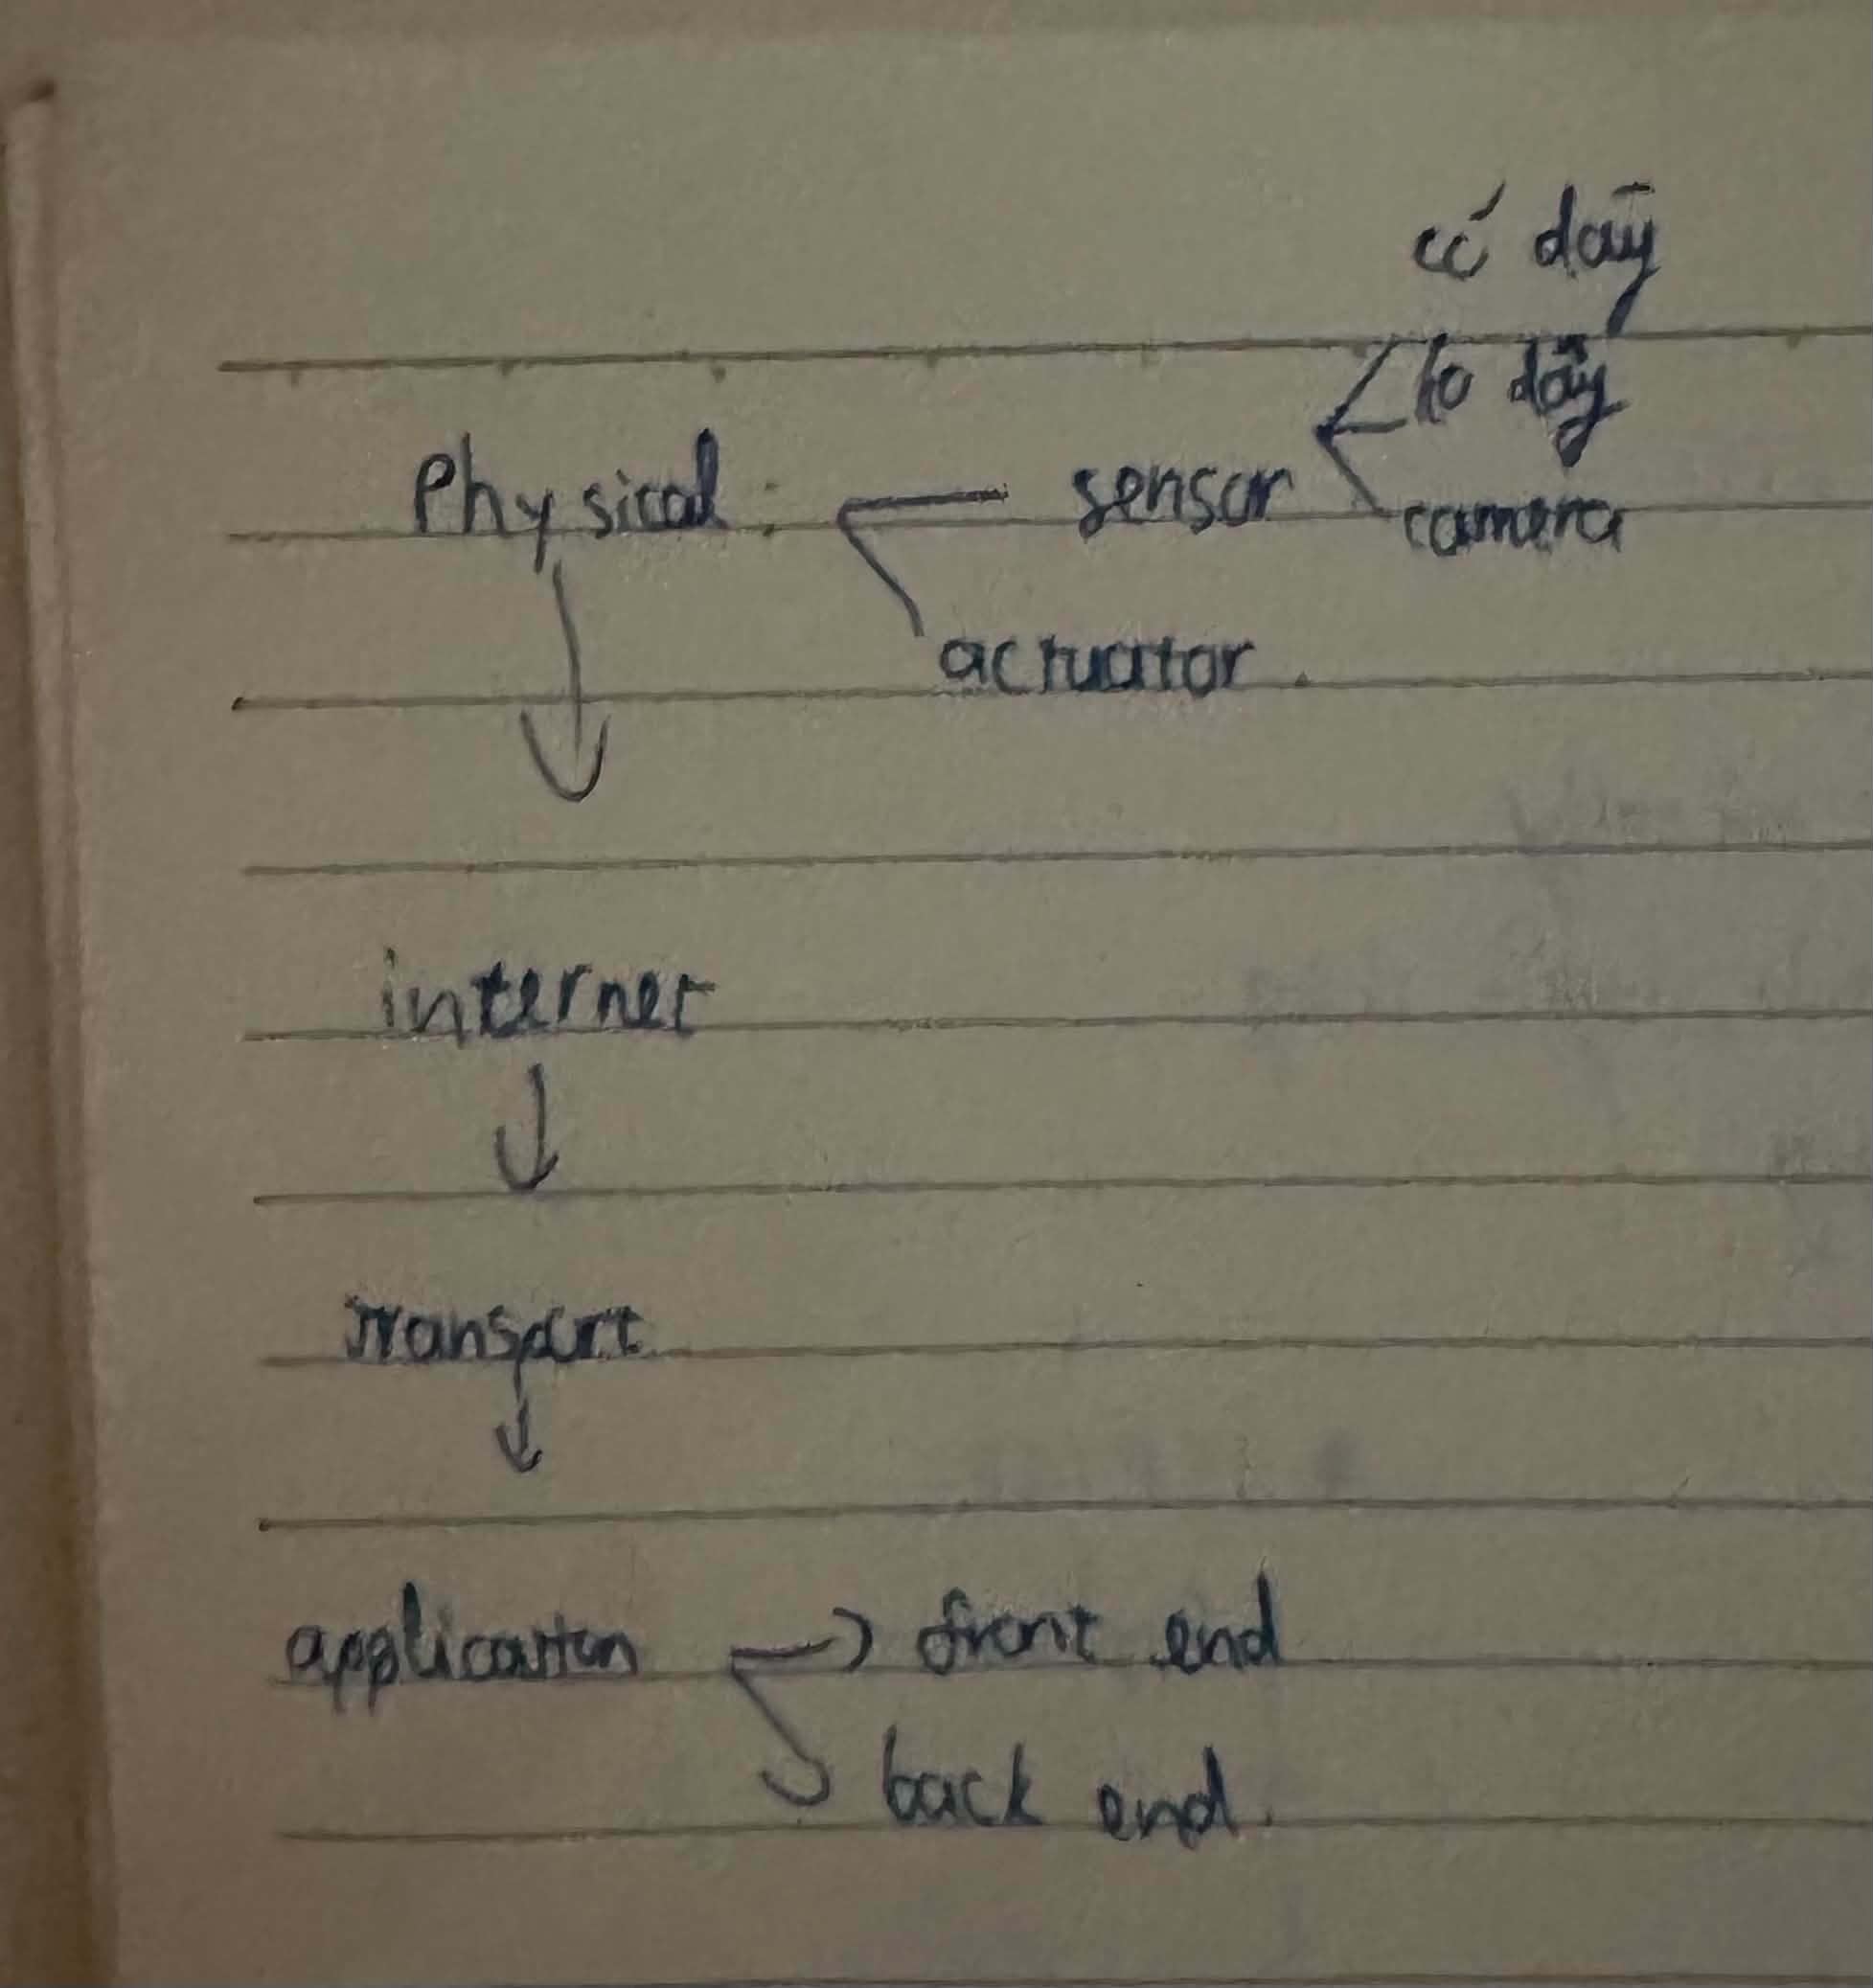 có dây
ko dây
Physical : sensor
camera
actuator
internet
transport
application → front end
back end